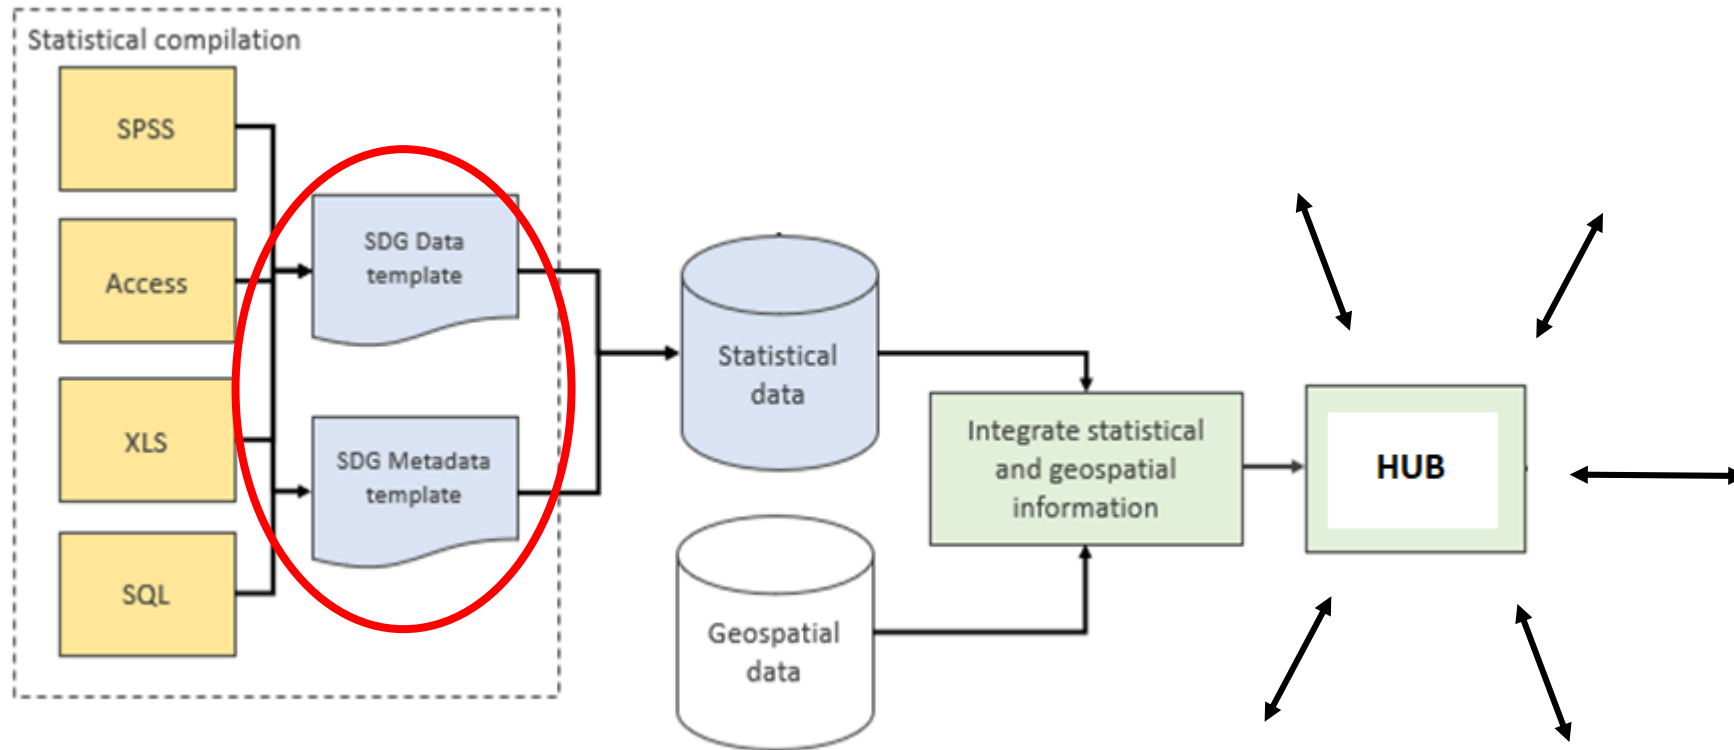 Statistical compilation
SPSS
Access
XLS
SQL
SDG Data
template
SDG Metadata
template
Statistical
data
Geospatial
data
Integrate statistical
and geospatial
information
HUB